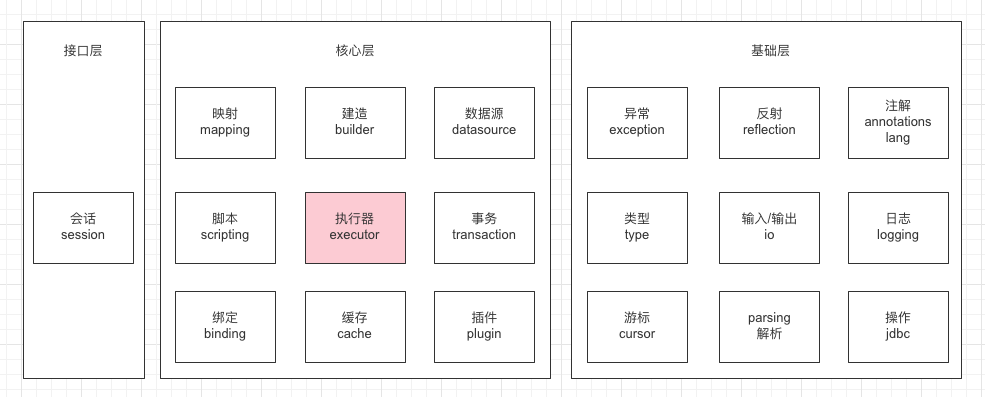 接口层
会话
session
核心层
映射
mapping
建造
builder
数据源
datasource
脚本
scripting
执行器
executor
事务
transaction
绑定
binding
缓存
cache
插件
plugin
基础层
异常
exception
反射
reflection
注解
annotations
lang
类型
type
输入/输出
io
日志
logging
游标
cursor
parsing
解析
操作
jdbc